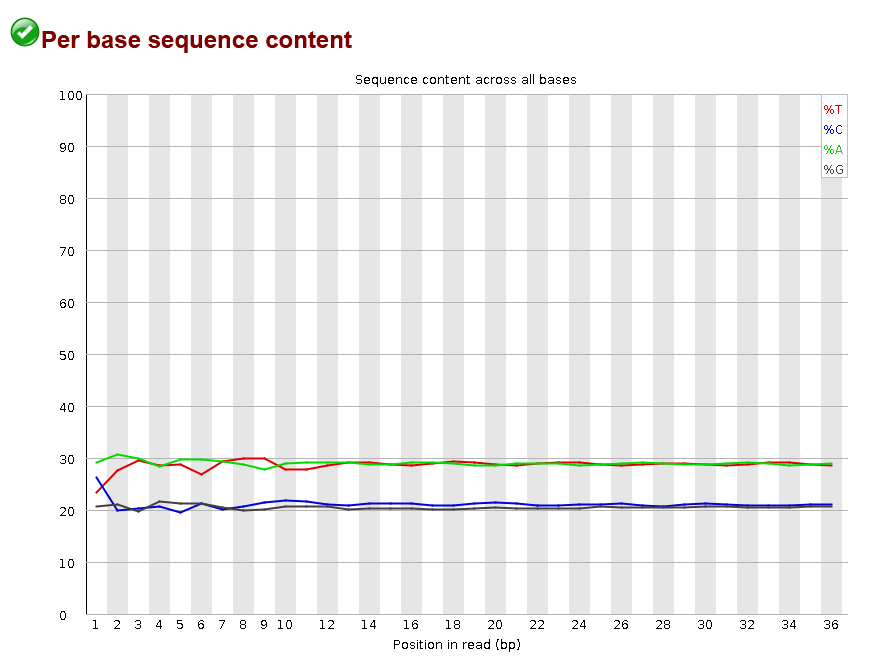 Per base sequence content
Sequence content across all bases
100
90
80
70
60
50
40
30
20
10
0
%T
%C
%A
%G
1 2 3 4 5 6 7 8 9 10 12 14 16 18 20 22 24 26 28 30 32 34 36
Position in read (bp)